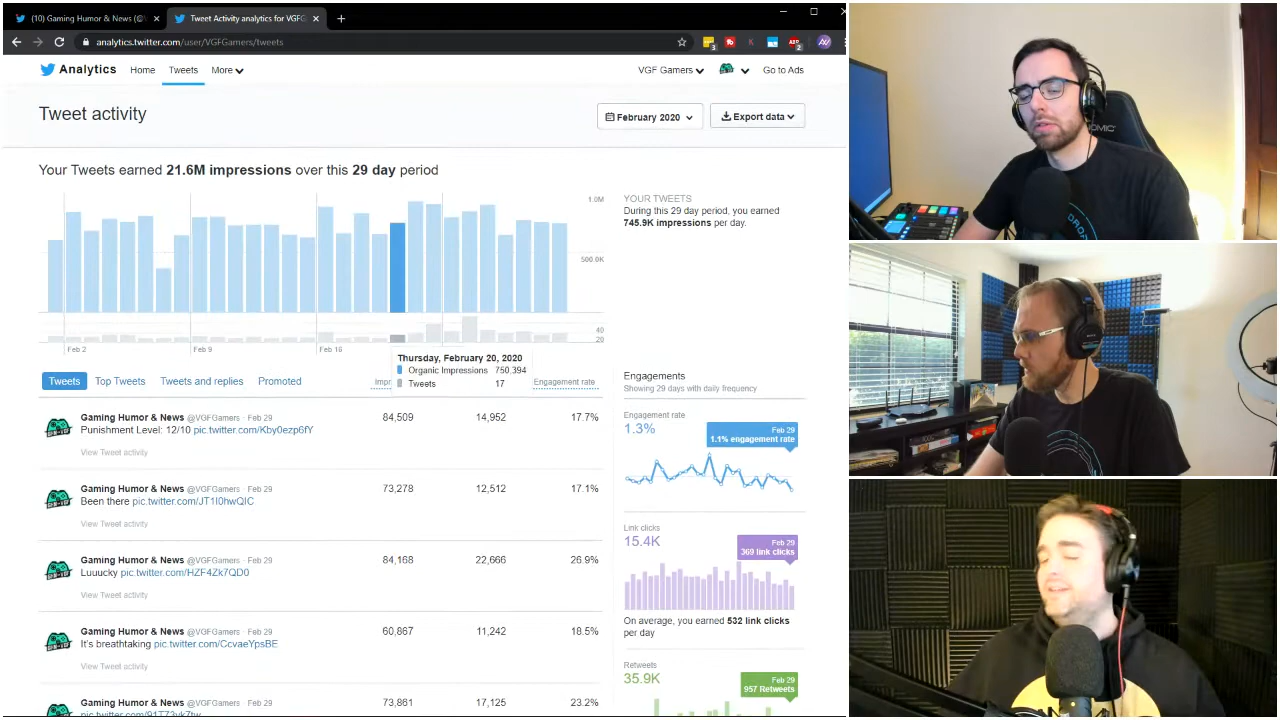 (10) Gaming Humor & News (@V
Tweet Activity analytics for VGFG
analytics.twitter.com/user/VGFGamers/tweets
Analytics
Home
Tweets
More
VGF Gamers
Go to Ads
Tweet activity
February 2020
Export data
Your Tweets earned 21.6M impressions over this 29 day period
1.0M
500.0K
40
20
Feb 2
Feb 9
Feb 16
YOUR TWEETS
During this 29 day period, you earned
745.9K impressions per day.
Thursday, February 20, 2020
Organic Impressions 750,394
Tweets 17
Tweets
Top Tweets
Tweets and replies
Promoted
Impr
Engagement rate
Gaming Humor & News @VGFGamers · Feb 29
Punishment Level: 12/10 pic.twitter.com/Kby0ezp6fY
View Tweet activity
84,509
14,952
17.7%
Gaming Humor & News @VGFGamers · Feb 29
Been there pic.twitter.com/JT1I0hwQIC
View Tweet activity
73,278
12,512
17.1%
Gaming Humor & News @VGFGamers · Feb 29
Luuucky pic.twitter.com/HZF4Zk7QD0
View Tweet activity
84,168
22,666
26.9%
Gaming Humor & News @VGFGamers · Feb 29
It's breathtaking pic.twitter.com/CcvaeYpsBE
View Tweet activity
60,867
11,242
18.5%
Gaming Humor & News @VGFGamers · Feb 29
73,881
17,125
23.2%
Engagements
Showing 29 days with daily frequency
Engagement rate
1.3%
Feb 29
1.1% engagement rate
Link clicks
15.4K
Feb 29
369 link clicks
On average, you earned 532 link clicks
per day
Retweets
35.9K
Feb 29
957 Retweets